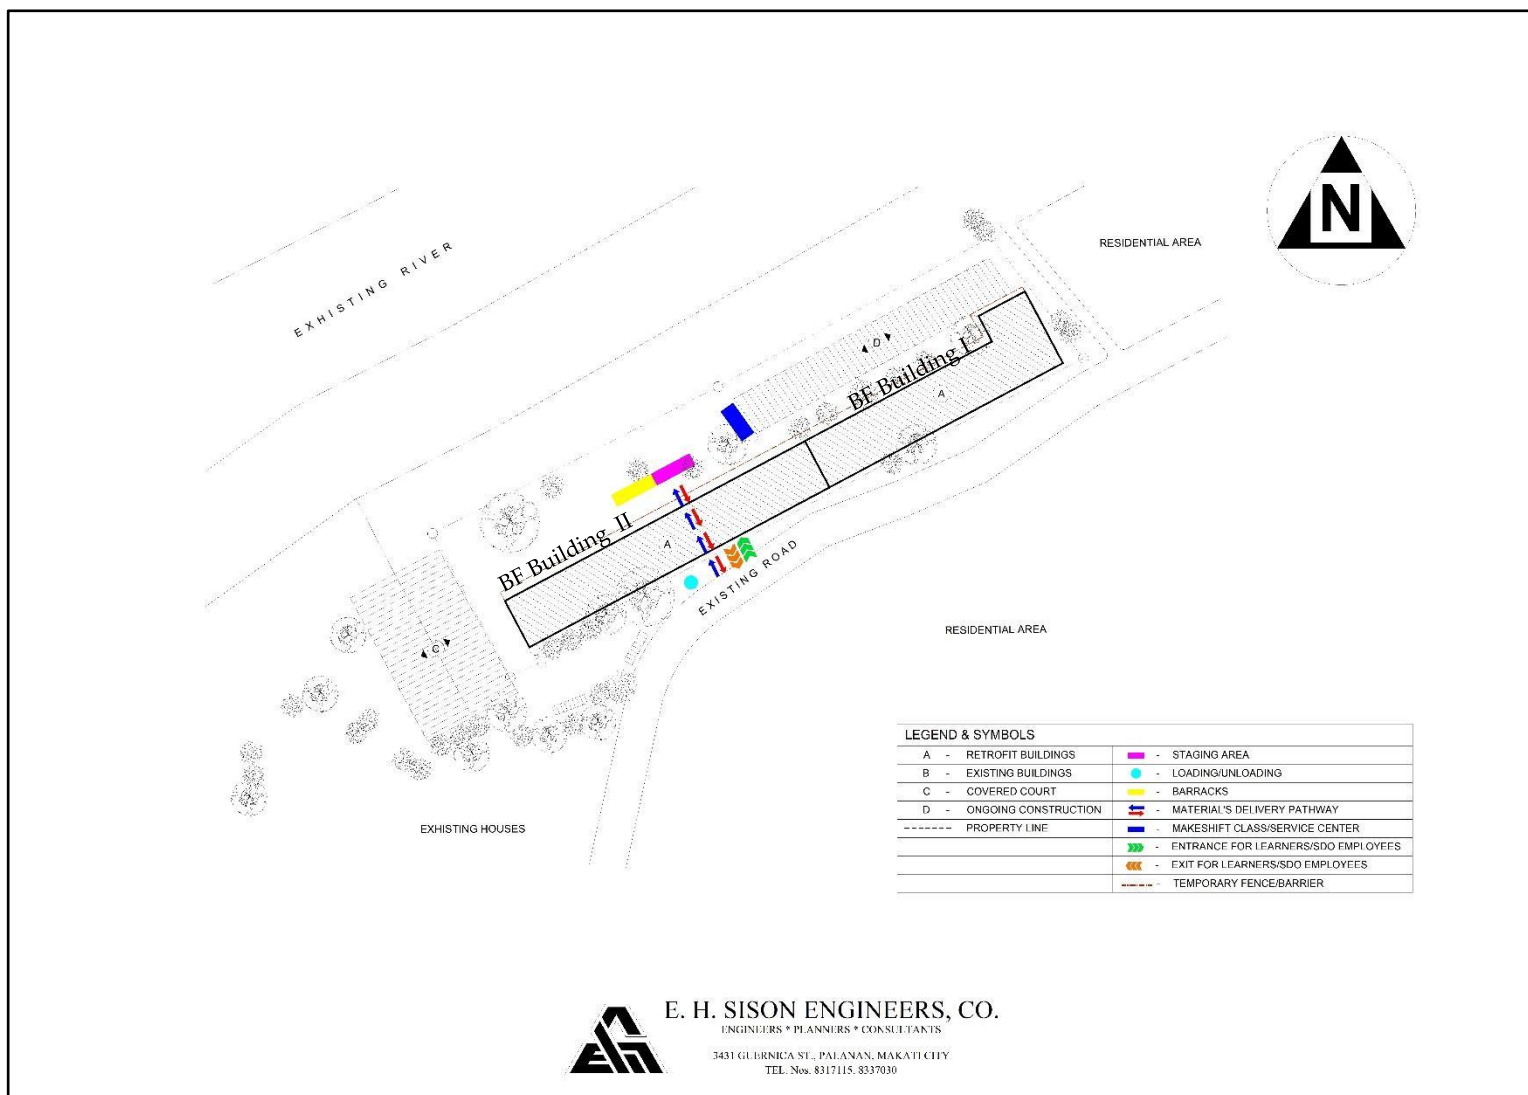 N
RESIDENTIAL AREA
EXHISTING RIVER
D
BF Building I
A
BF Building II
A
EXISTING ROAD
C
RESIDENTIAL AREA
EXHISTING HOUSES
LEGEND & SYMBOLS
A - RETROFIT BUILDINGS - STAGING AREA
B - EXISTING BUILDINGS - LOADING/UNLOADING
C - COVERED COURT - BARRACKS
D - ONGOING CONSTRUCTION - MATERIAL'S DELIVERY PATHWAY
PROPERTY LINE - MAKESHIFT CLASS/SERVICE CENTER
- ENTRANCE FOR LEARNERS/SDO EMPLOYEES
- EXIT FOR LEARNERS/SDO EMPLOYEES
- TEMPORARY FENCE/BARRIER
E. H. SISON ENGINEERS, CO.
ENGINEERS * PLANNERS * CONSULTANTS
3431 GUERNICA ST., PALANAN, MAKATI CITY
TEL. Nos. 8317115, 8337030